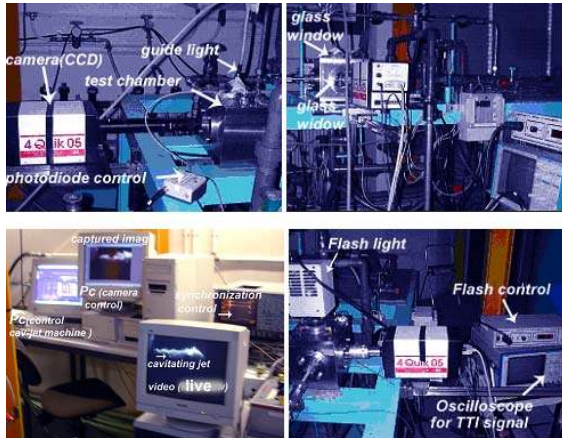 camera(CCD)
guide light
test chamber
4 Quik 05
photodiode control
glass
window
glass
widow
captured imag
PC (camera
control)
PC(control
cav-jet machine)
synchronization
control
cavitating jet
video (live)
Flash light
Flash control
4 Quik 05
Oscilloscope
for TTI signal